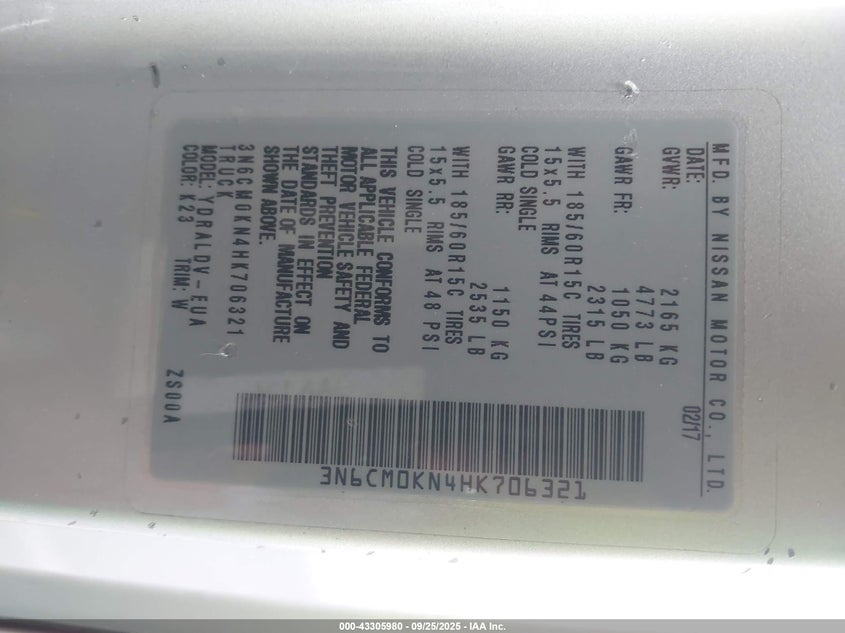 MFD. BY NISSAN MOTOR CO., LTD.
DATE: 02/17
GVWR: 2165 KG
4773 LB
GAWR FR: 1050 KG
2315 LB
WITH 185/60R15C TIRES
15x5.5 RIMS AT 44PSI
COLD SINGLE
GAWR RR: 1150 KG
2535 LB
WITH 185/60R15C TIRES
15x5.5 RIMS AT 48 PSI
COLD SINGLE
THIS VEHICLE CONFORMS TO
ALL APPLICABLE FEDERAL
MOTOR VEHICLE SAFETY AND
THEFT PREVENTION
STANDARDS IN EFFECT ON
THE DATE OF MANUFACTURE
SHOWN ABOVE.
3N6CM0KN4HK706321
TRUCK
MODEL: YDRALDV-EUA
COLOR: K23 TRIM: W ZS00A
3N6CM0KN4HK706321
000-43305980 - 09/25/2025 - IAA Inc.